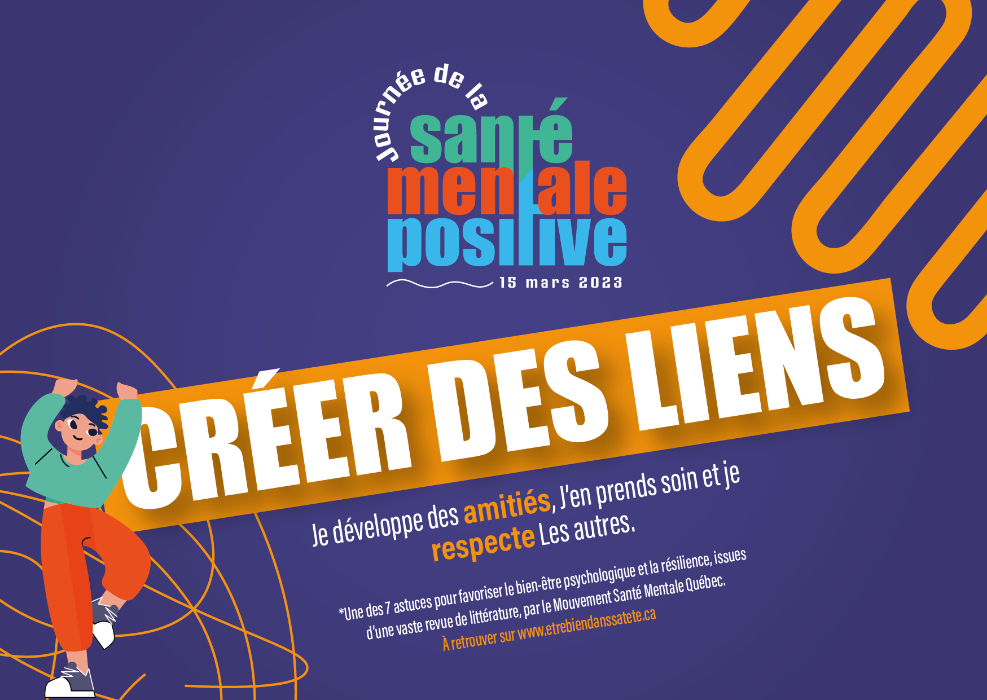 Journée de la
santé
mentale
positive
15 mars 2023
CRÉER DES LIENS
Je développe des amitiés, J'en prends soin et je
respecte Les autres.
*Une des 7 astuces pour favoriser le bien-être psychologique et la résilience, issues
d'une vaste revue de littérature, par le Mouvement Santé Mentale Québec.
À retrouver sur www.etrebiendanssatete.ca